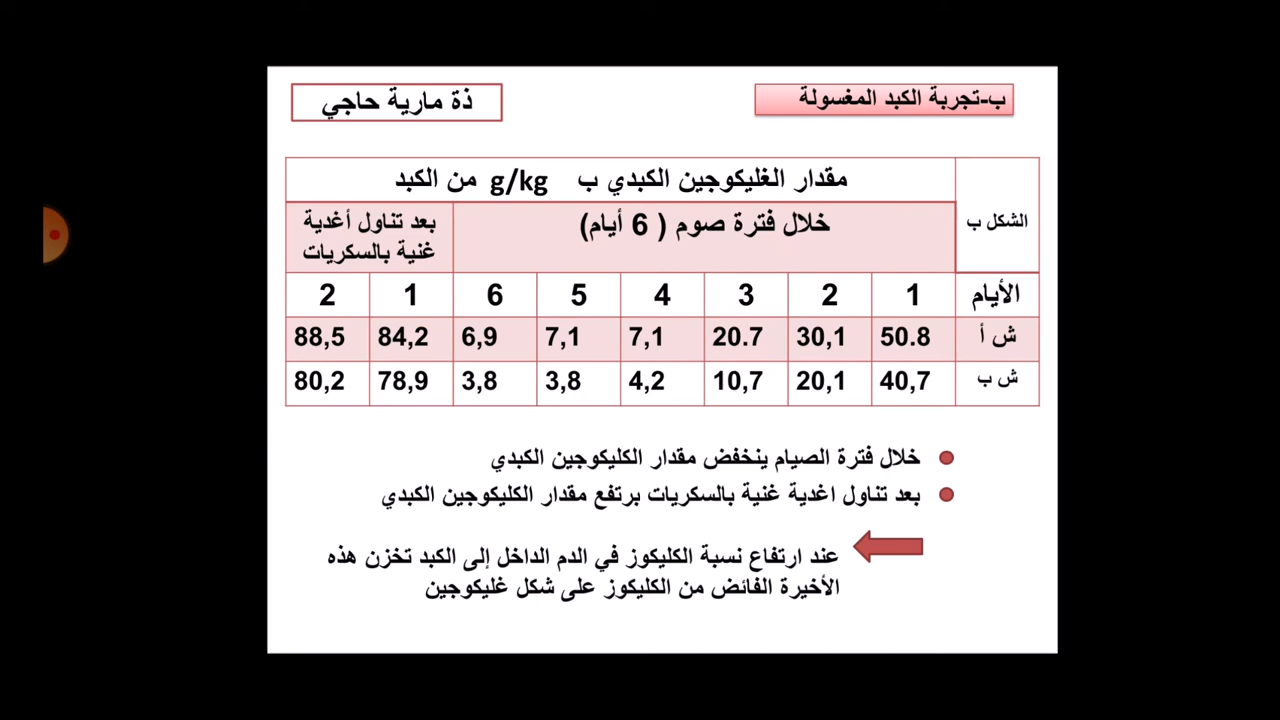 ب-تجربة الكبد المغسولة
ذة مارية حاجي
الشكل ب
مقدار الغليكوجين الكبدي ب g/kg من الكبد
خلال فترة صوم ( 6 أيام)
بعد تناول أغدية
غنية بالسكريات
الأيام 1 2 3 4 5 6 1 2
ش أ 50.8 30,1 20.7 7,1 7,1 6,9 84,2 88,5
ش ب 40,7 20,1 10,7 4,2 3,8 3,8 78,9 80,2
خلال فترة الصيام ينخفض مقدار الكليكوجين الكبدي
بعد تناول اغدية غنية بالسكريات برتفع مقدار الكليكوجين الكبدي
عند ارتفاع نسبة الكليكوز في الدم الداخل إلى الكبد تخزن هذه
الأخيرة الفائض من الكليكوز على شكل غليكوجين